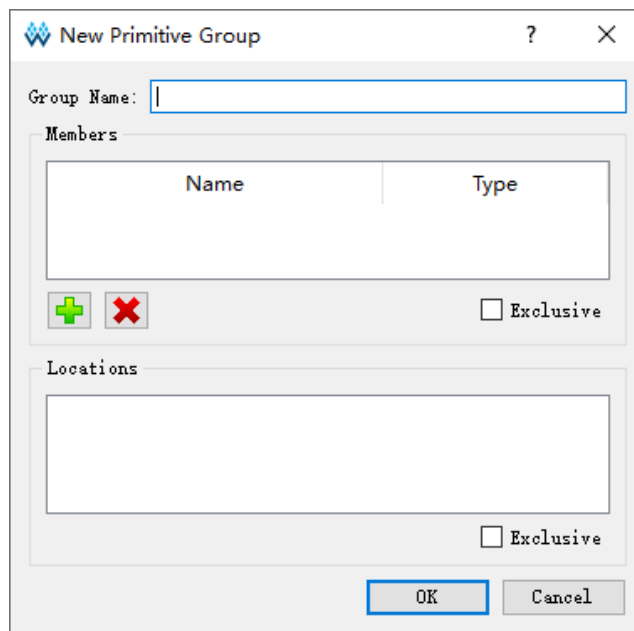 New Primitive Group
?
Group Name:
Members
Name Type
Exclusive
Locations
Exclusive
OK Cancel